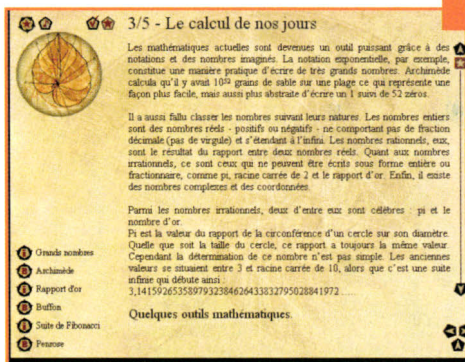 3/5 - Le calcul de nos jours
Les mathématiques actuelles sont devenues un outil puissant grâce à des
notations et des nombres imaginés. La notation exponentielle, par exemple,
constitue une manière pratique d'écrire de très grands nombres. Archimède
calcula qu'il y avait 10⁵² grains de sable sur une plage ce qui représente une
façon plus facile, mais aussi plus abstraite d'écrire un 1 suivi de 52 zéros.
Il a aussi fallu classer les nombres suivant leurs natures. Les nombres entiers
sont des nombres réels - positifs ou négatifs - ne comportant pas de fraction
décimale (pas de virgule) et s'étendant à l'infini. Les nombres rationnels, eux,
sont le résultat du rapport entre deux nombres réels. Quant aux nombres
irrationnels, ce sont ceux qui ne peuvent être écrits sous forme entière ou
fractionnaire, comme pi, racine carrée de 2 et le rapport d'or. Enfin, il existe
des nombres complexes et des coordonnées.
Parmi les nombres irrationnels, deux d'entre eux sont célèbres : pi et le
nombre d'or.
Pi est la valeur du rapport de la circonférence d'un cercle sur son diamètre.
Quelle que soit la taille du cercle, ce rapport a toujours la même valeur.
Cependant la détermination de ce nombre n'est pas simple. Les anciennes
valeurs se situaient entre 3 et racine carrée de 10, alors que c'est une suite
infinie qui débute ainsi :
3,1415926535897932384626433832795028841972......
Quelques outils mathématiques.
Grands nombres
Archimède
Rapport d'or
Buffon
Suite de Fibonacci
Penrose